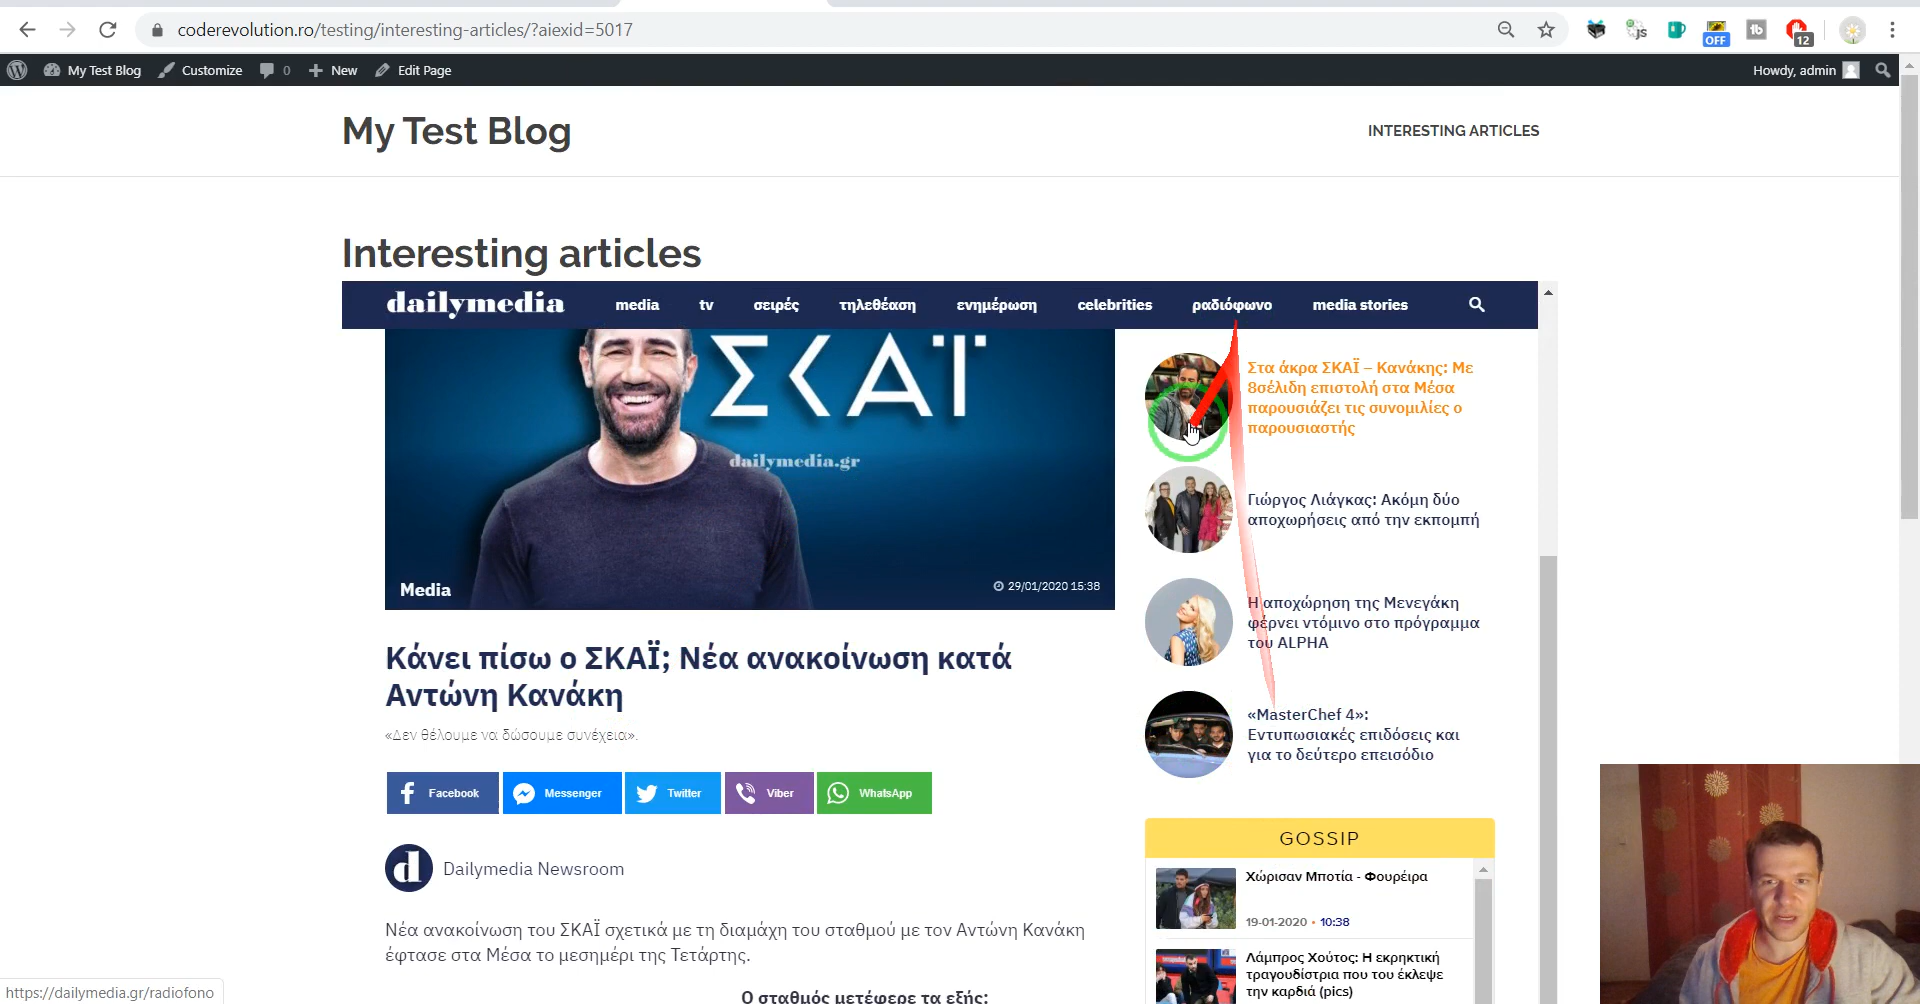 coderevolution.ro/testing/interesting-articles/?aiexid=5017
JS
OFF
tb
12
My Test Blog
Customize
0
New
Edit Page
Howdy, admin
My Test Blog
INTERESTING ARTICLES
Interesting articles
dailymedia
media
tv
σειρές
τηλεθέαση
ενημέρωση
celebrities
ραδιόφωνο
media stories
ΣΚΑΪ
dailymedia.gr
Media
29/01/2020 15:38
Κάνει πίσω ο ΣΚΑΪ; Νέα ανακοίνωση κατά
Αντώνη Κανάκη
«Δεν θέλουμε να δώσουμε συνέχεια».
Facebook
Messenger
Twitter
Viber
WhatsApp
d
Dailymedia Newsroom
Νέα ανακοίνωση του ΣΚΑΪ σχετικά με τη διαμάχη του σταθμού με τον Αντώνη Κανάκη
έφτασε στα Μέσα το μεσημέρι της Τετάρτης.
Ο σταθμός μετέφερε τα εξής:
Στα άκρα ΣΚΑΪ – Κανάκης: Με
8σέλιδη επιστολή στα Μέσα
παρουσιάζει τις συνομιλίες ο
παρουσιαστής
Γιώργος Λιάγκας: Ακόμη δύο
αποχωρήσεις από την εκπομπή
Η αποχώρηση της Μενεγάκη
φέρνει ντόμινο στο πρόγραμμα
του ALPHA
«MasterChef 4»:
Εντυπωσιακές επιδόσεις και
για το δεύτερο επεισόδιο
GOSSIP
Χώρισαν Μποτία - Φουρέιρα
19-01-2020 • 10:38
Λάμπρος Χούτος: Η εκρηκτική
τραγουδίστρια που του έκλεψε
την καρδιά (pics)
https://dailymedia.gr/radiofono